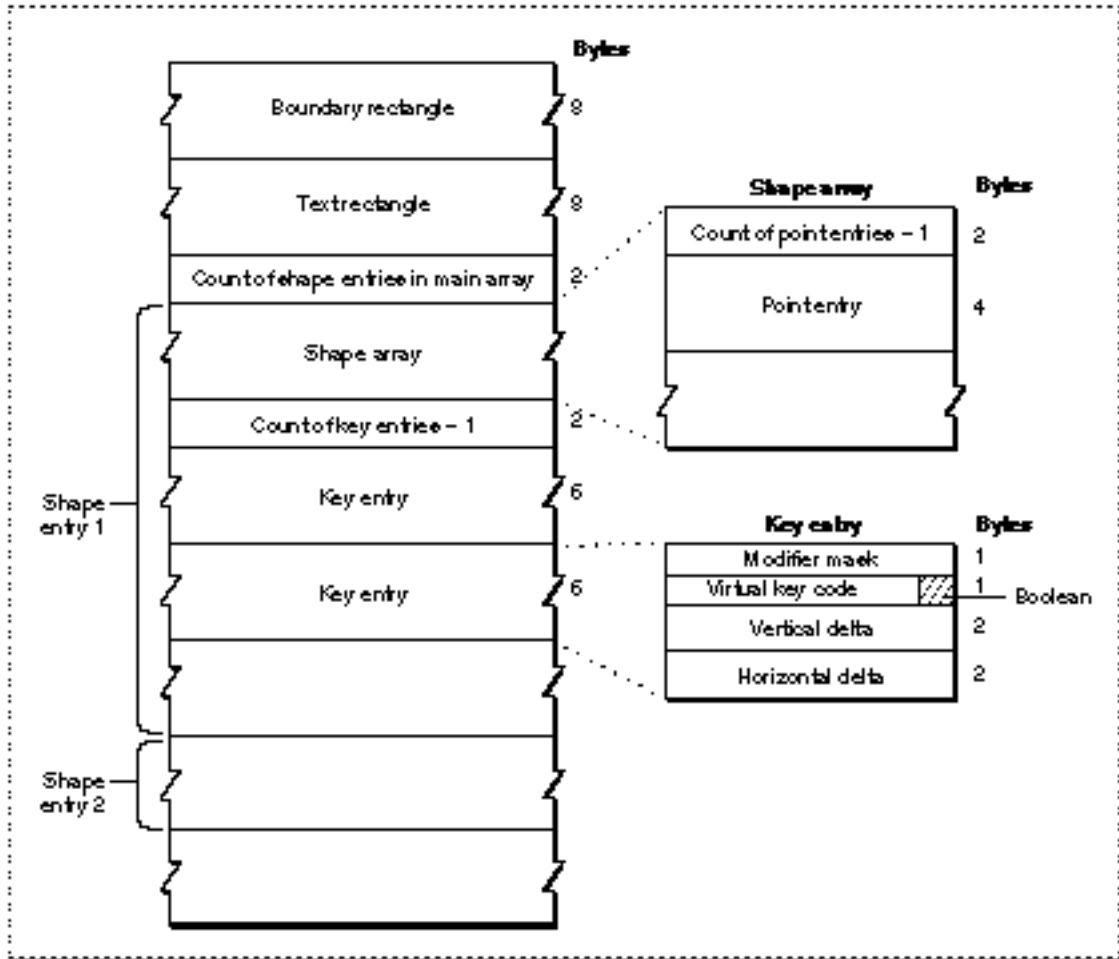 Bytes
Boundary rectangle
8
Text rectangle
8
Count of shape entries in main array
2
Shape array
Count of key entries – 1
2
Key entry
6
Key entry
6
Shape
entry 1
Shape
entry 2
Shape array
Bytes
Count of point entries – 1
2
Point entry
4
Key entry
Bytes
Modifier mask
1
Virtual key code
1
Boolean
Vertical delta
2
Horizontal delta
2